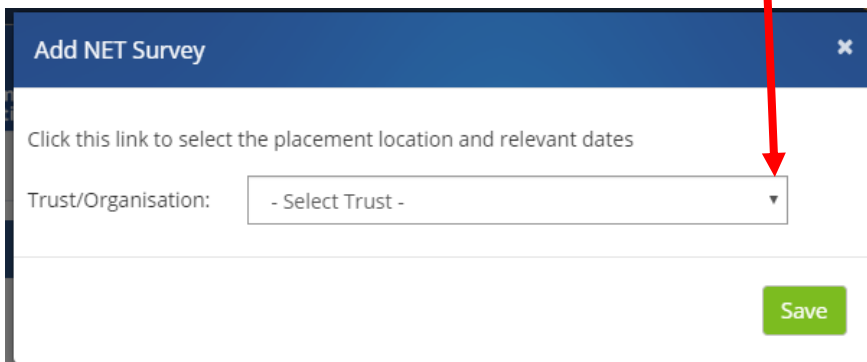 Add NET Survey
Click this link to select the placement location and relevant dates
Trust/Organisation: - Select Trust -
Save